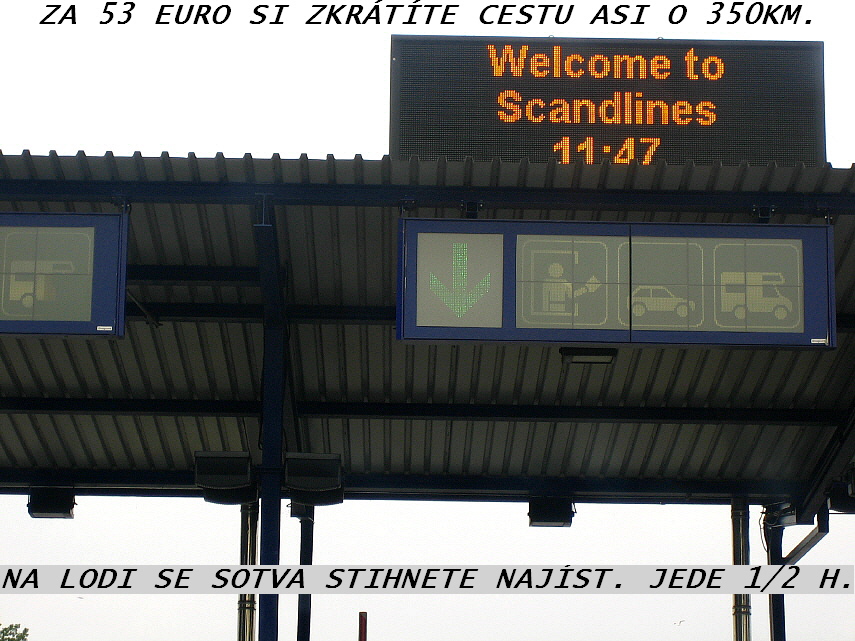 ZA 53 EURO SI ZKRÁTÍTE CESTU ASI O 350KM.
Welcome to
Scandlines
11:47
NA LODI SE SOTVA STIHNETE NAJÍST. JEDE 1/2 H.